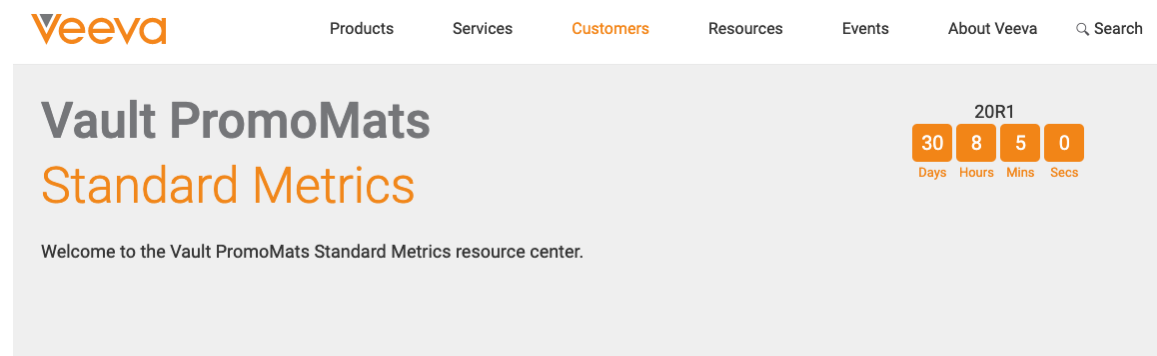 Veeva
Products Services Customers Resources Events About Veeva Search
Vault PromoMats
Standard Metrics
Welcome to the Vault PromoMats Standard Metrics resource center.
20R1
30 8 5 0
Days Hours Mins Secs